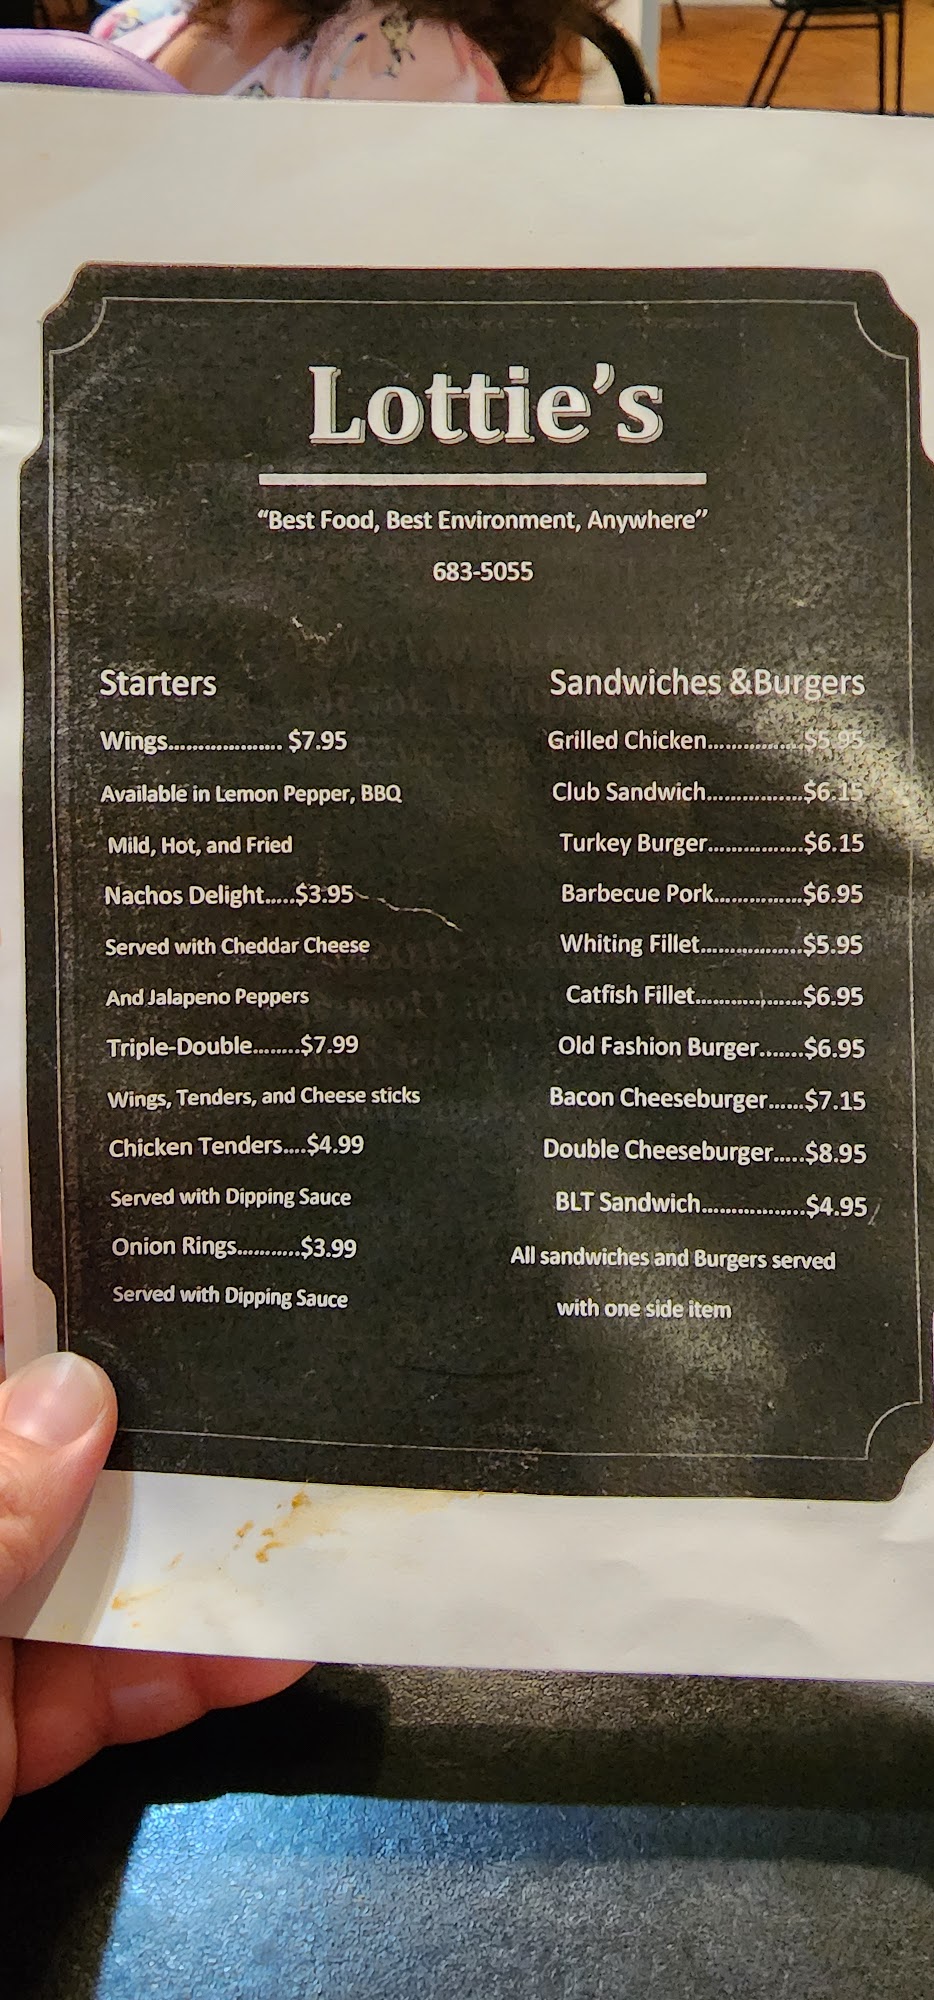 Lottie's
"Best Food, Best Environment, Anywhere"
683-5055
Starters
Wings.................... $7.95
Available in Lemon Pepper, BBQ
Mild, Hot, and Fried
Nachos Delight.....$3.95
Served with Cheddar Cheese
And Jalapeno Peppers
Triple-Double........$7.99
Wings, Tenders, and Cheese sticks
Chicken Tenders....$4.99
Served with Dipping Sauce
Onion Rings...........$3.99
Served with Dipping Sauce
Sandwiches &Burgers
Grilled Chicken.................$5.95
Club Sandwich.................$6.15
Turkey Burger.................$6.15
Barbecue Pork................$6.95
Whiting Fillet..................$5.95
Catfish Fillet...................$6.95
Old Fashion Burger.......$6.95
Bacon Cheeseburger......$7.15
Double Cheeseburger.....$8.95
BLT Sandwich..................$4.95
All sandwiches and Burgers served
with one side item